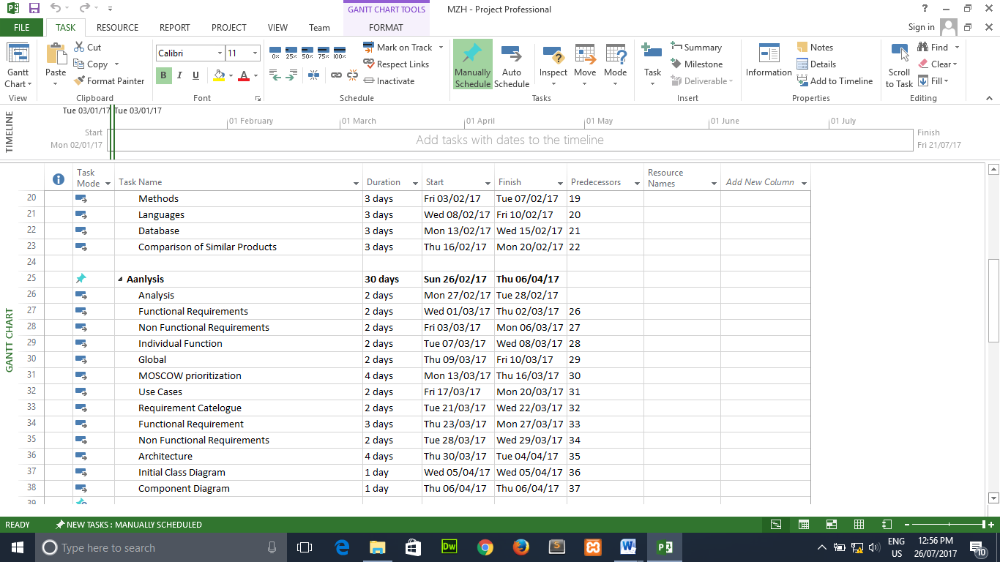 GANTT CHART TOOLS
MZH - Project Professional
?
FILE TASK RESOURCE REPORT PROJECT VIEW Team FORMAT
Sign in
Gantt Chart
View
Paste
Cut
Copy
Format Painter
Clipboard
Calibri 11
B I U A
Font
0% 25% 50% 75% 100%
Mark on Track
Respect Links
Inactivate
Schedule
Manually Schedule
Auto Schedule
Inspect
Move
Mode
Tasks
Task
Summary
Milestone
Deliverable
Insert
Information
Notes
Details
Add to Timeline
Properties
Scroll to Task
Find
Clear
Fill
Editing
TIMELINE
Tue 03/01/17 Tue 03/01/17
01 February 01 March 01 April 01 May 01 June 01 July
Start
Mon 02/01/17
Add tasks with dates to the timeline
Finish
Fri 21/07/17
GANTT CHART
Task Mode Task Name Duration Start Finish Predecessors Resource Names Add New Column
20 Methods 3 days Fri 03/02/17 Tue 07/02/17 19
21 Languages 3 days Wed 08/02/17 Fri 10/02/17 20
22 Database 3 days Mon 13/02/17 Wed 15/02/17 21
23 Comparison of Similar Products 3 days Thu 16/02/17 Mon 20/02/17 22
24
25 Aanlysis 30 days Sun 26/02/17 Thu 06/04/17
26 Analysis 2 days Mon 27/02/17 Tue 28/02/17
27 Functional Requirements 2 days Wed 01/03/17 Thu 02/03/17 26
28 Non Functional Requirements 2 days Fri 03/03/17 Mon 06/03/17 27
29 Individual Function 2 days Tue 07/03/17 Wed 08/03/17 28
30 Global 2 days Thu 09/03/17 Fri 10/03/17 29
31 MOSCOW prioritization 4 days Mon 13/03/17 Thu 16/03/17 30
32 Use Cases 2 days Fri 17/03/17 Mon 20/03/17 31
33 Requirement Catelogue 2 days Tue 21/03/17 Wed 22/03/17 32
34 Functional Requirement 3 days Thu 23/03/17 Mon 27/03/17 33
35 Non Functional Requirements 2 days Tue 28/03/17 Wed 29/03/17 34
36 Architecture 4 days Thu 30/03/17 Tue 04/04/17 35
37 Initial Class Diagram 1 day Wed 05/04/17 Wed 05/04/17 36
38 Component Diagram 1 day Thu 06/04/17 Thu 06/04/17 37
39
READY NEW TASKS : MANUALLY SCHEDULED
Type here to search
Dw
ENG
US
12:56 PM
26/07/2017
10